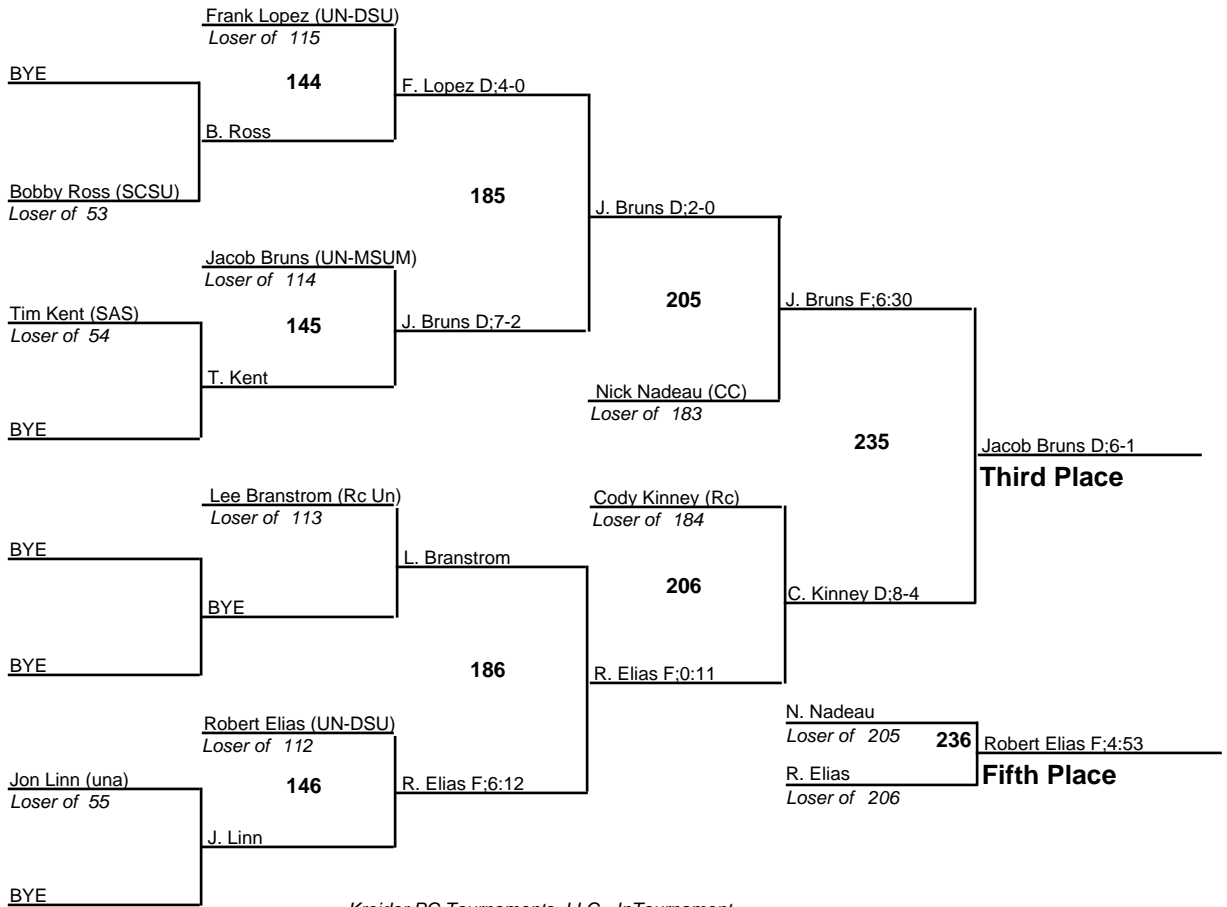 Frank Lopez (UN-DSU)
Loser of 115
BYE
144
F. Lopez D;4-0
B. Ross
Bobby Ross (SCSU)
Loser of 53
185
J. Bruns D;2-0
Jacob Bruns (UN-MSUM)
Loser of 114
205
J. Bruns F;6:30
Tim Kent (SAS)
Loser of 54
145
J. Bruns D;7-2
T. Kent
Nick Nadeau (CC)
Loser of 183
BYE
235
Jacob Bruns D;6-1
Third Place
Lee Branstrom (Rc Un)
Loser of 113
Cody Kinney (Rc)
Loser of 184
BYE
L. Branstrom
206
C. Kinney D;8-4
BYE
BYE
186
R. Elias F;0:11
Robert Elias (UN-DSU)
Loser of 112
N. Nadeau
Loser of 205
236
Robert Elias F;4:53
Fifth Place
Jon Linn (una)
Loser of 55
146
R. Elias F;6:12
R. Elias
Loser of 206
J. Linn
BYE